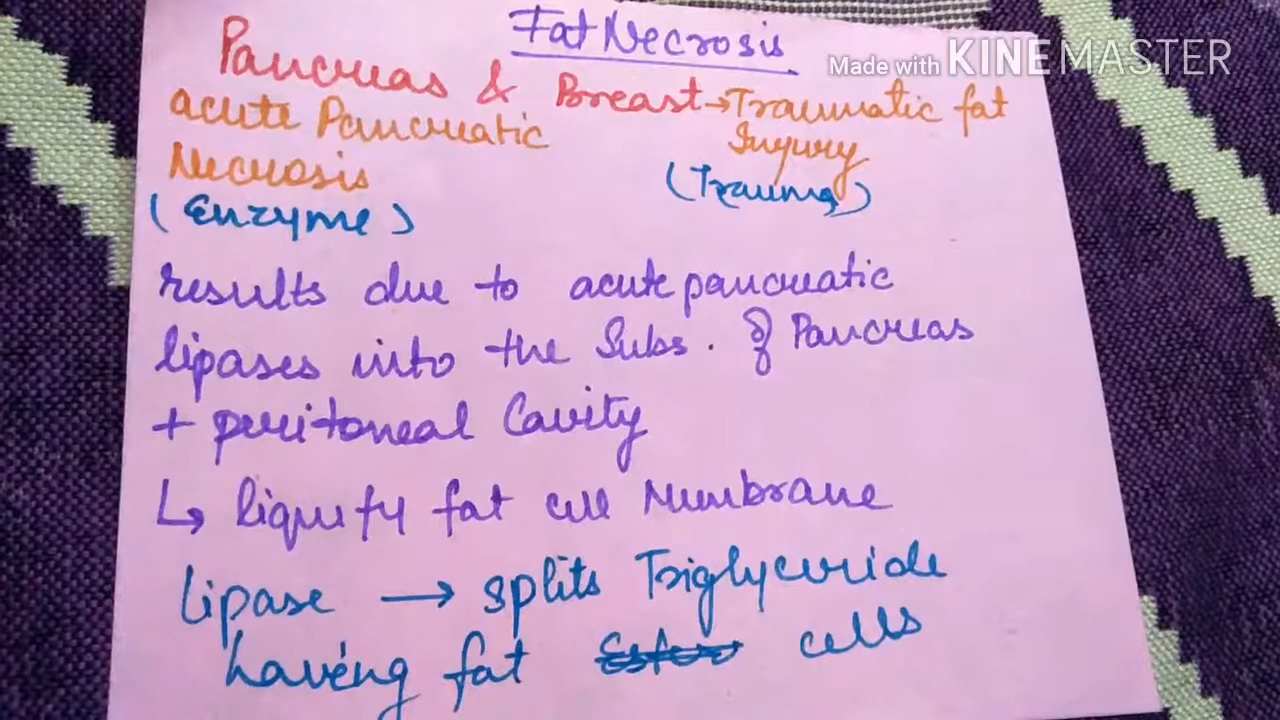 Fat Necrosis
Made with KINEMASTER
Pancreas & Breast → Traumatic fat
Injury
(Trauma)
acute Pancreatic
Necrosis
(Enzyme)
results due to acute pancreatic
lipases into the Subs. of Pancreas
+ peritoneal Cavity
↳ liquify fat cell Membrane
Lipase → splits Triglyceride
having fat cells